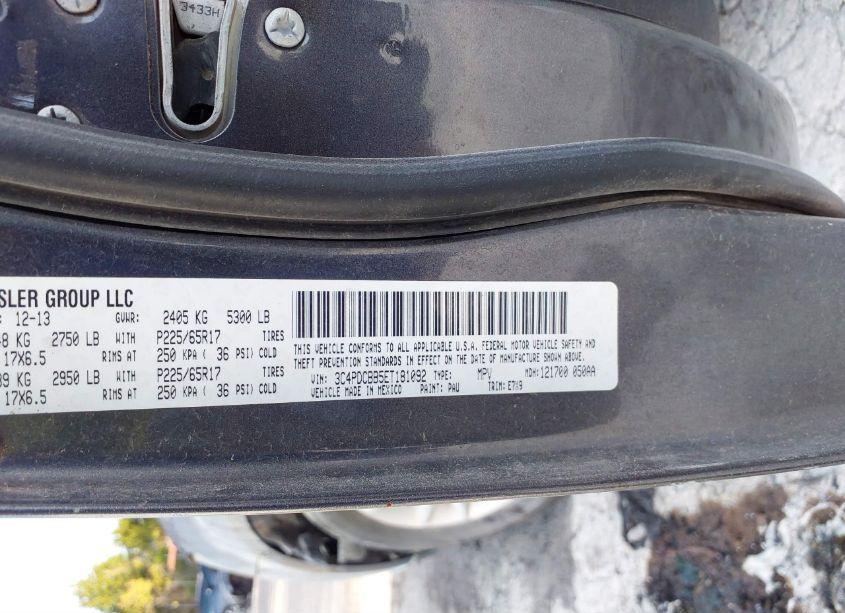 3433H
SLER GROUP LLC
12-13 GVWR: 2405 KG 5300 LB
8 KG 2750 LB WITH P225/65R17 TIRES
17X6.5 RIMS AT 250 KPA ( 36 PSI) COLD
39 KG 2950 LB WITH P225/65R17 TIRES
17X6.5 RIMS AT 250 KPA ( 36 PSI) COLD
THIS VEHICLE CONFORMS TO ALL APPLICABLE U.S.A. FEDERAL MOTOR VEHICLE SAFETY AND
THEFT PREVENTION STANDARDS IN EFFECT ON THE DATE OF MANUFACTURE SHOWN ABOVE.
VIN: 3C4PDCBB5ET181092 TYPE: MPV MDH: 121700 050AA
VEHICLE MADE IN MEXICO PAINT: PAU TRIM: E7X9